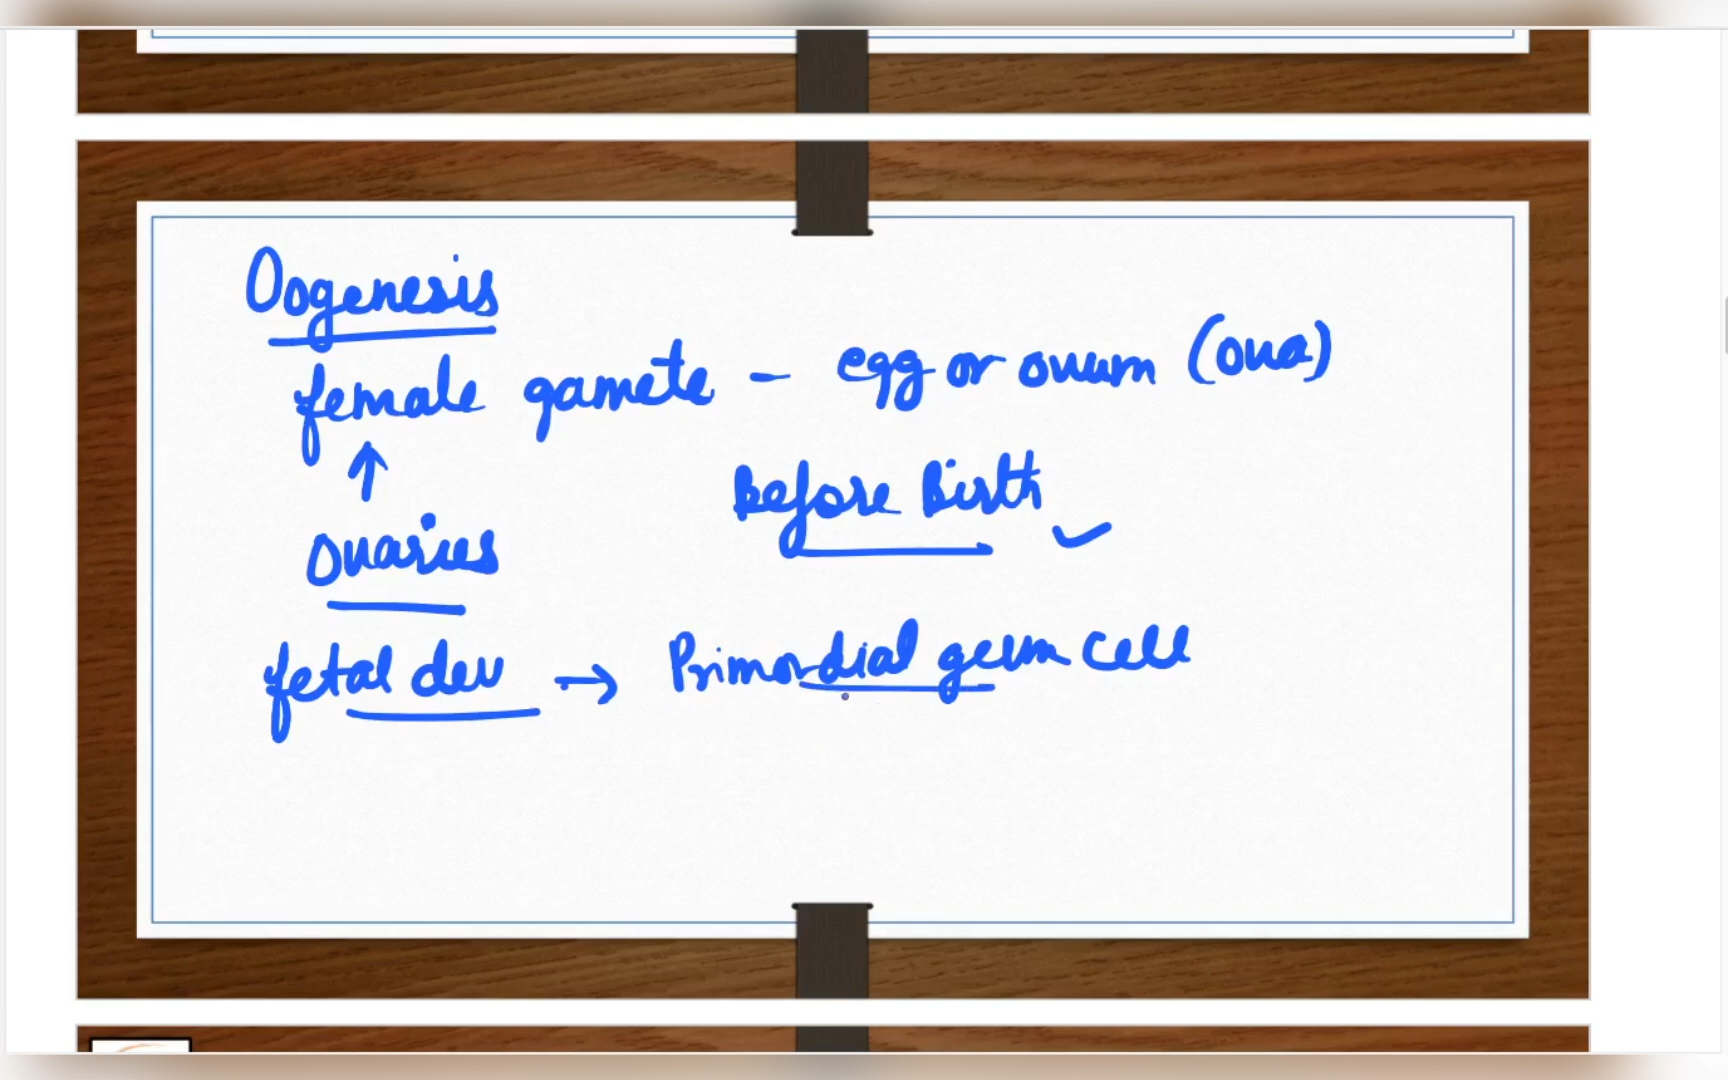 Oogenesis
female gamete - egg or ovum (ova)
↑
Before Birth ✓
ovaries
fetal dev → Primordial germ cell